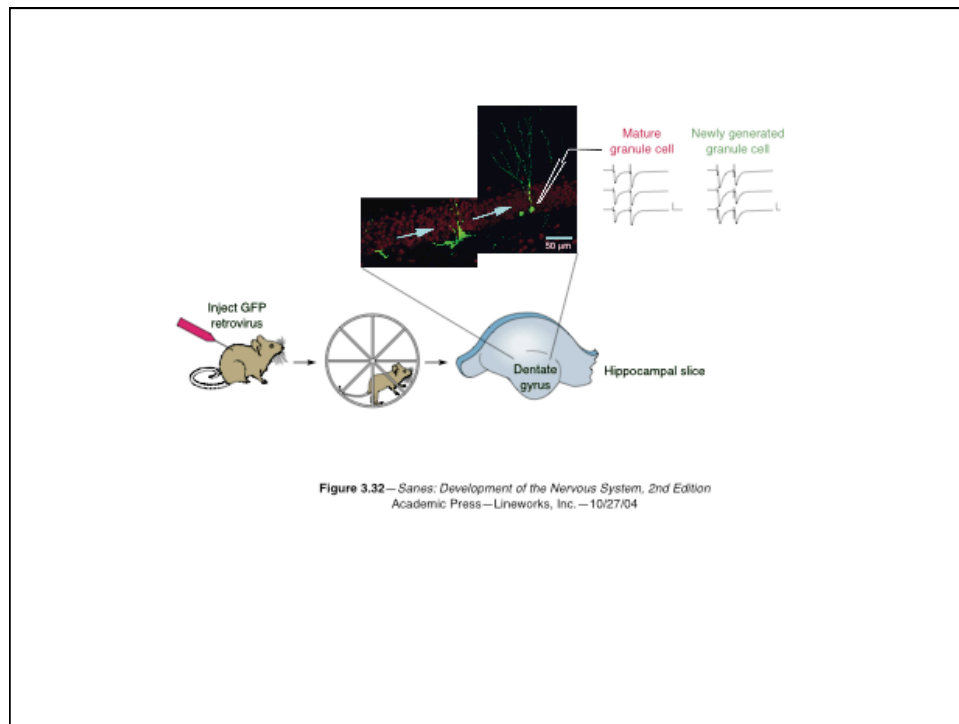 Mature
granule cell
Newly generated
granule cell
50 µm
Inject GFP
retrovirus
Dentate
gyrus
Hippocampal slice
Figure 3.32—Sanes: Development of the Nervous System, 2nd Edition
Academic Press—Lineworks, Inc.—10/27/04